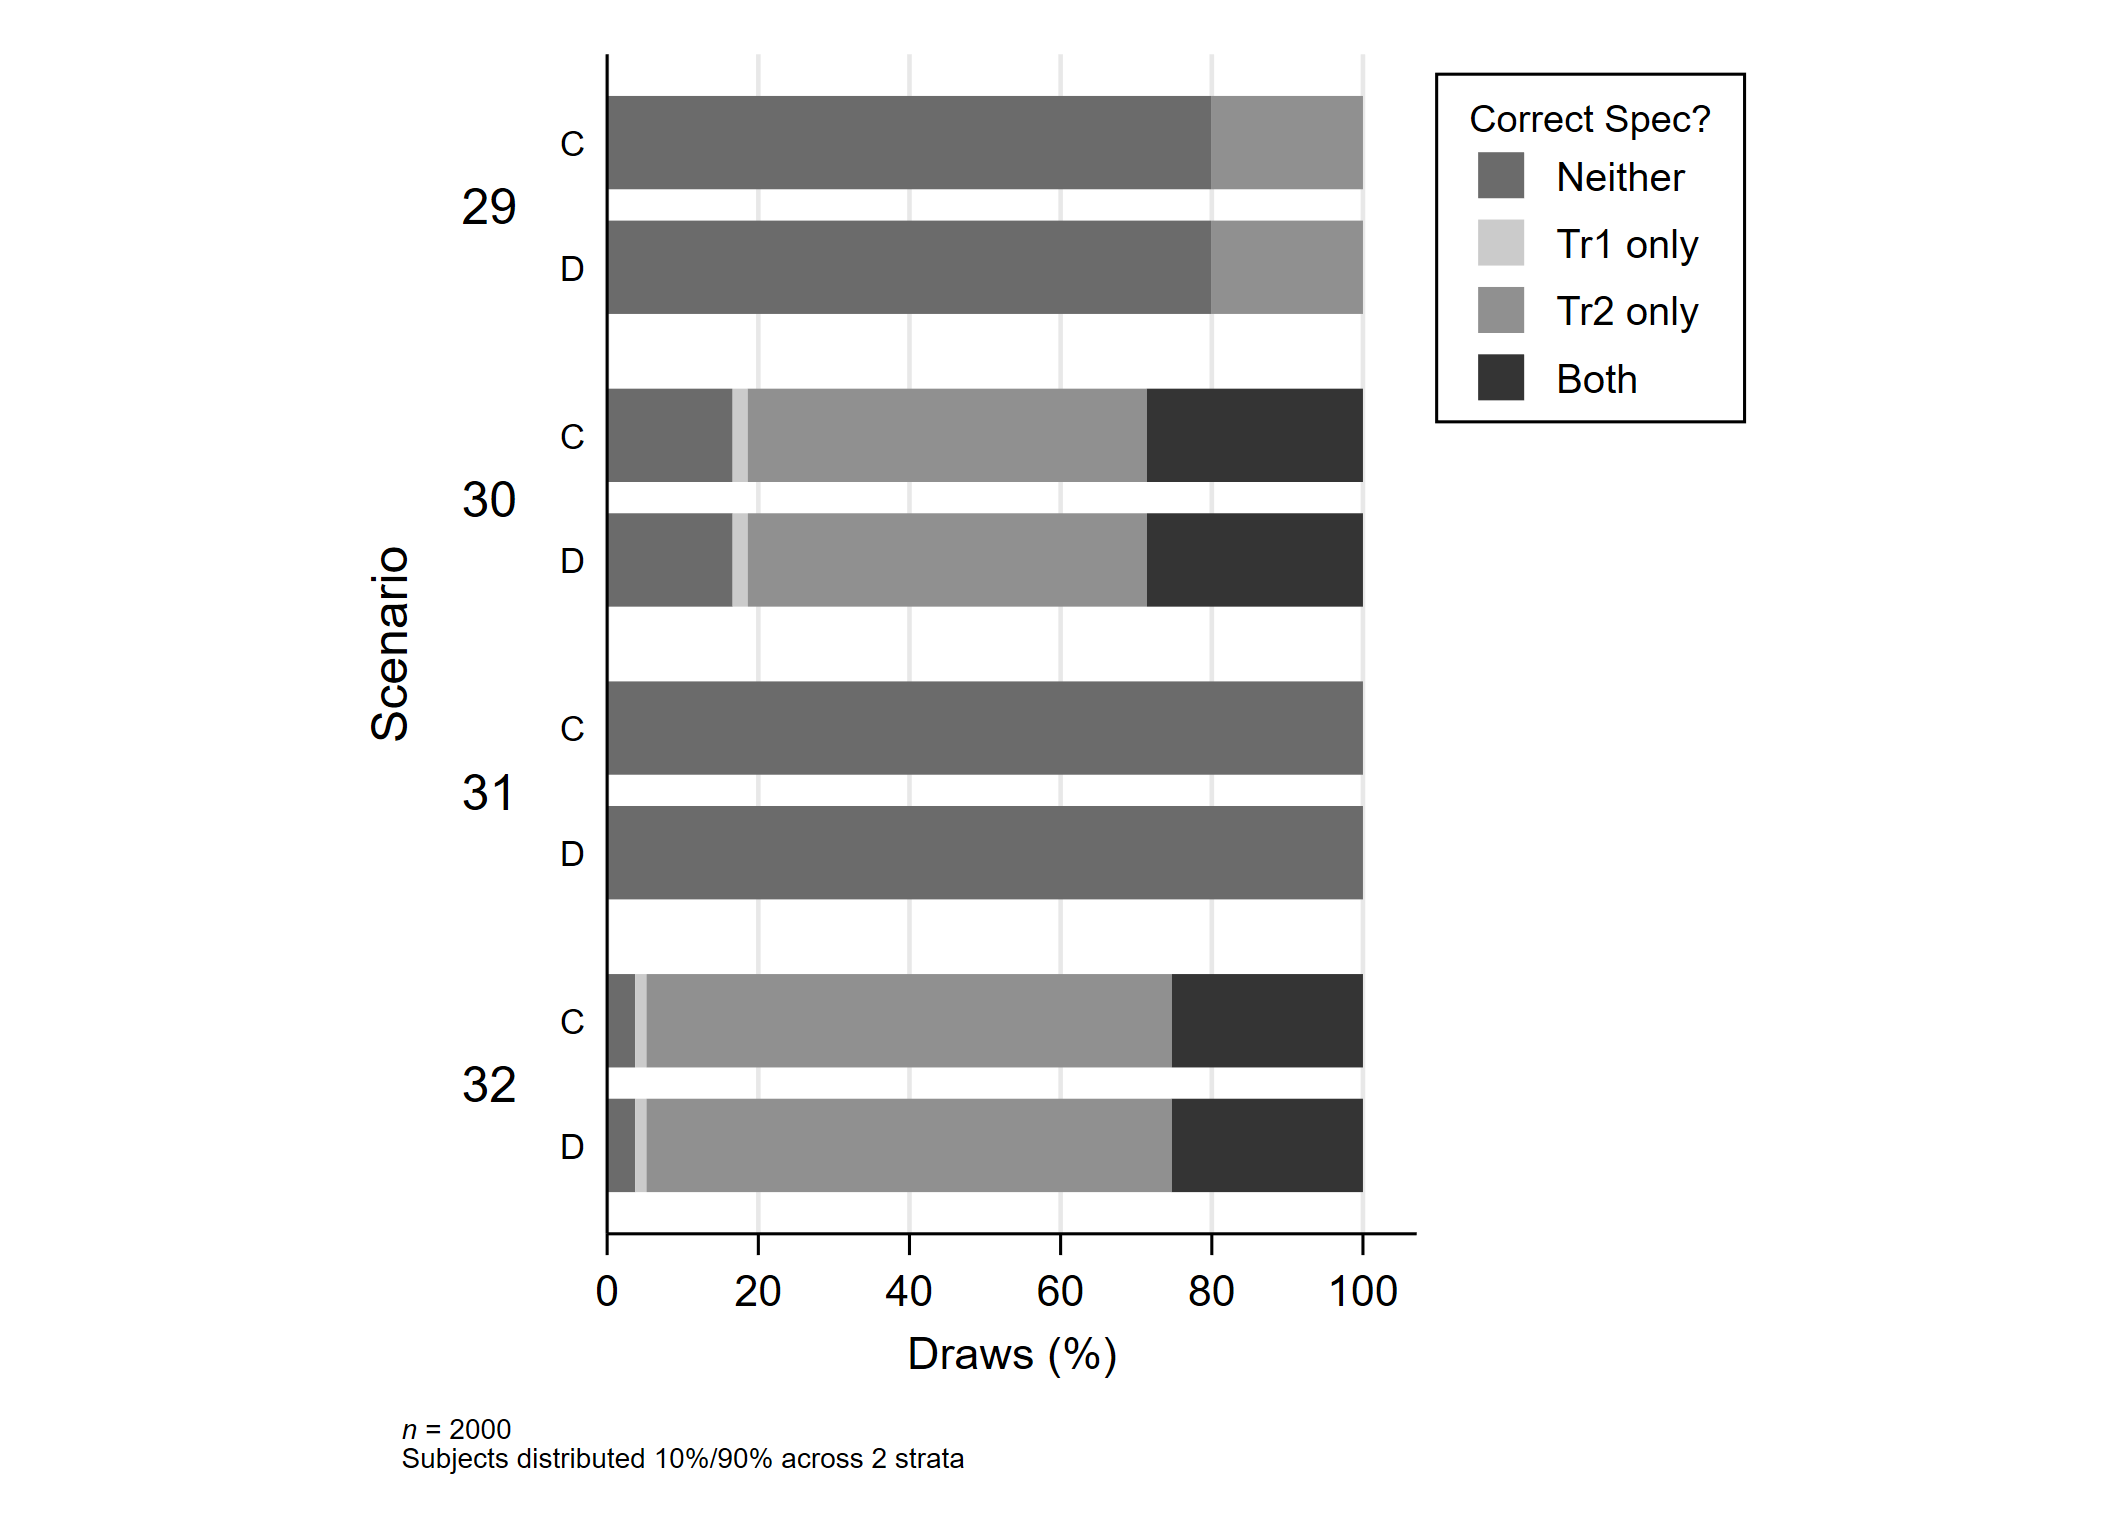 Correct Spec?
Neither
Tr1 only
Tr2 only
Both
Scenario
29
C
D
30
C
D
31
C
D
32
C
D
0 20 40 60 80 100
Draws (%)
n = 2000
Subjects distributed 10%/90% across 2 strata